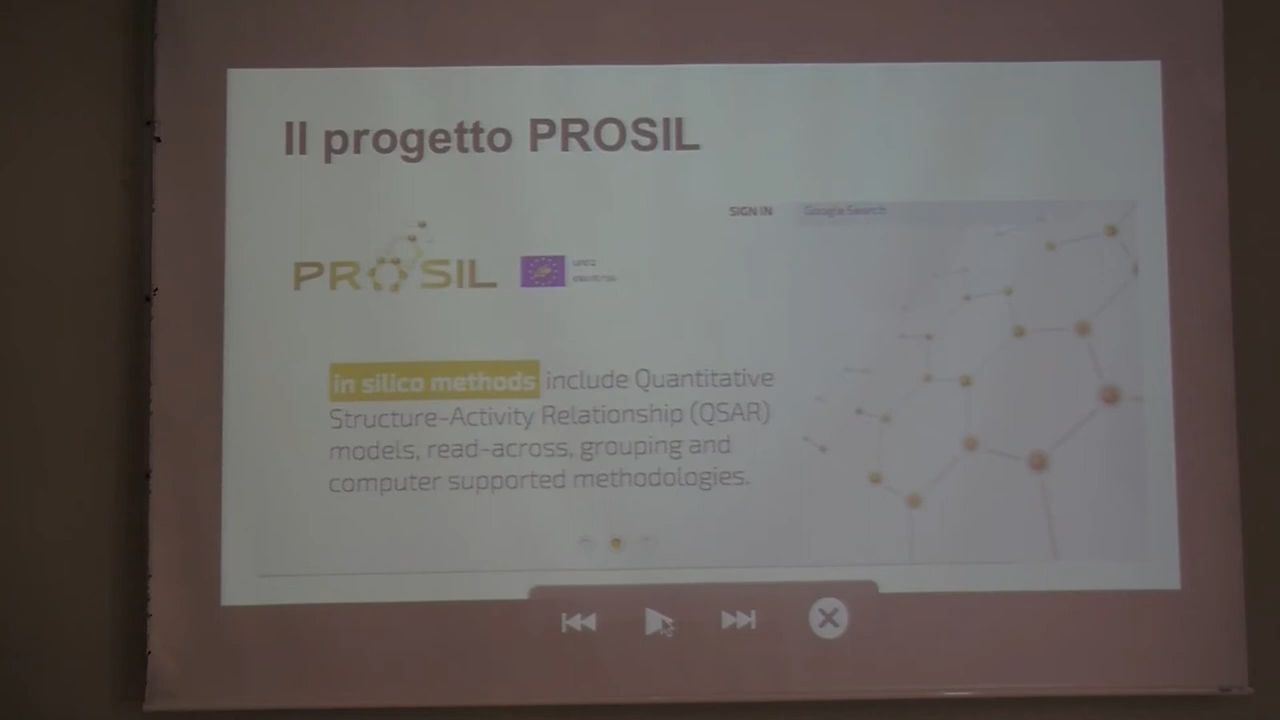 Il progetto PROSIL
SIGN IN
Google Search
PROSIL
in silico methods include Quantitative
Structure-Activity Relationship (QSAR)
models, read-across, grouping and
computer supported methodologies.